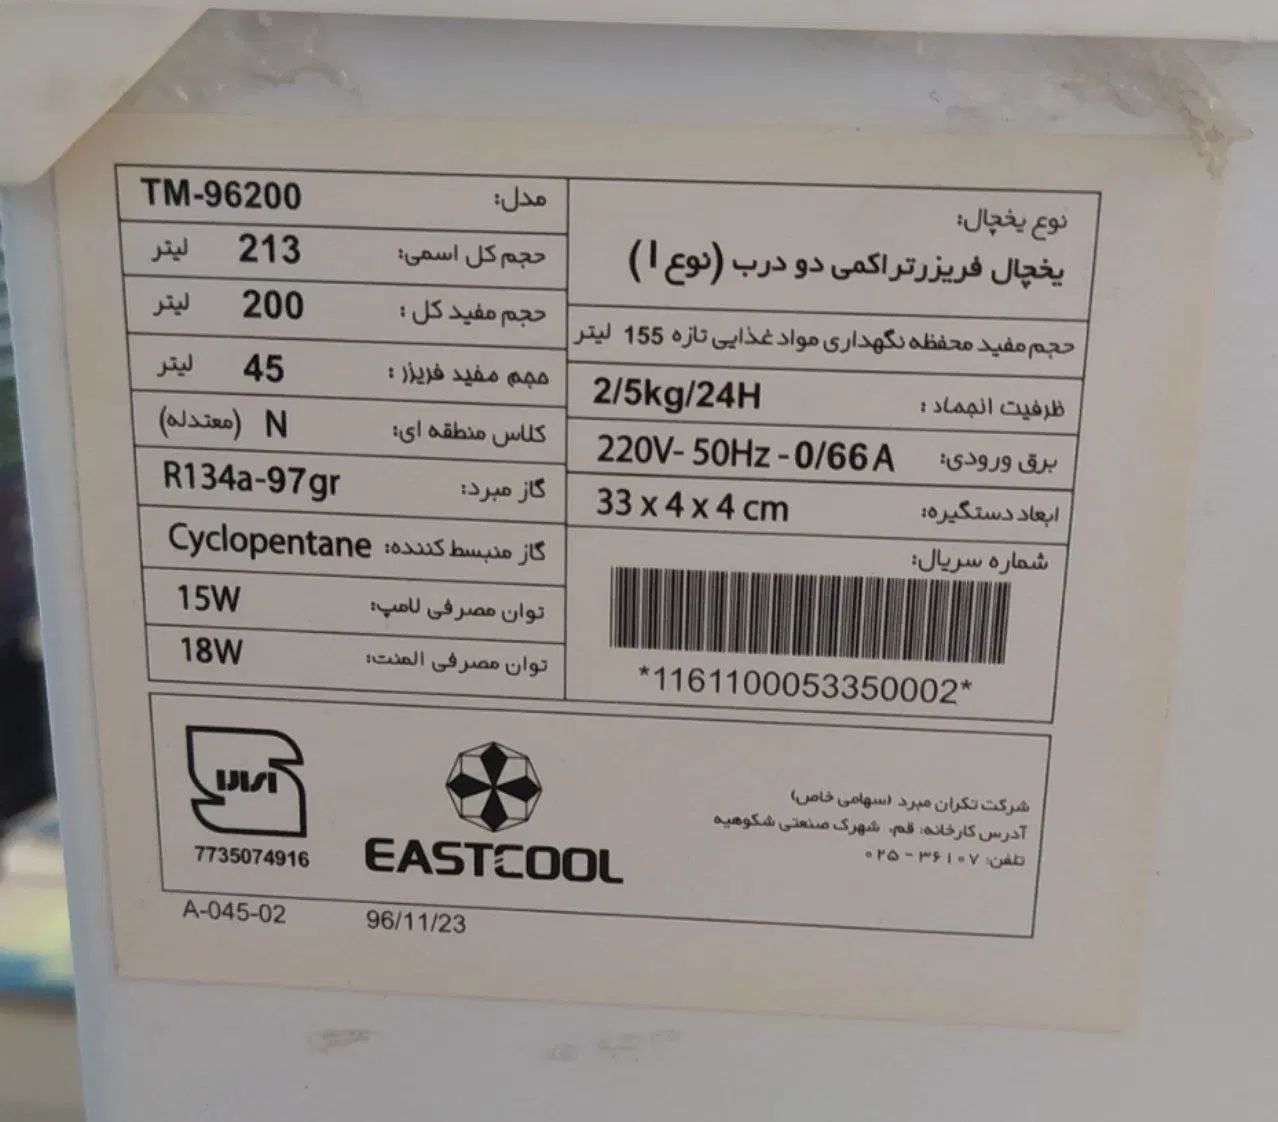 نوع یخچال:
یخچال فریزر تراکمی دو درب (نوع I)
حجم مفید محفظه نگهداری مواد غذایی تازه 155 لیتر
ظرفیت انجماد : 2/5kg/24H
برق ورودی: 220V- 50Hz - 0/66 A
ابعاد دستگیره: 33 x 4 x 4 cm
شماره سریال:
*1161100053350002*
مدل: TM-96200
حجم کل اسمی: 213 لیتر
حجم مفید کل : 200 لیتر
حجم مفید فریزر : 45 لیتر
کلاس منطقه ای: N (معتدله)
گاز مبرد: R134a-97gr
گاز منبسط کننده: Cyclopentane
توان مصرفی لامپ: 15W
توان مصرفی المنت: 18W
شرکت تکران مبرد (سهامی خاص)
آدرس کارخانه: قم، شهرک صنعتی شکوهیه
تلفن: ۳۶۱۰۷ - ۰۲۵
EASTCOOL
7735074916
A-045-02
96/11/23